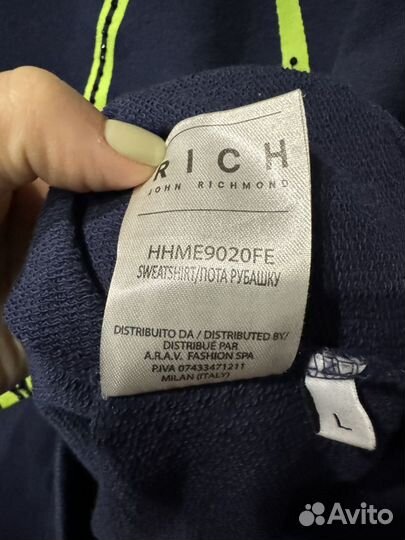 RICH
JOHN RICHMOND
HHME9020FE
SWEATSHIRT/ПОТА РУБАШКУ
DISTRIBUITO DA / DISTRIBUTED BY/
DISTRIBUÉ PAR
A.R.A.V. FASHION SPA
P.IVA 07433471211
MILAN (ITALY)
L
Avito